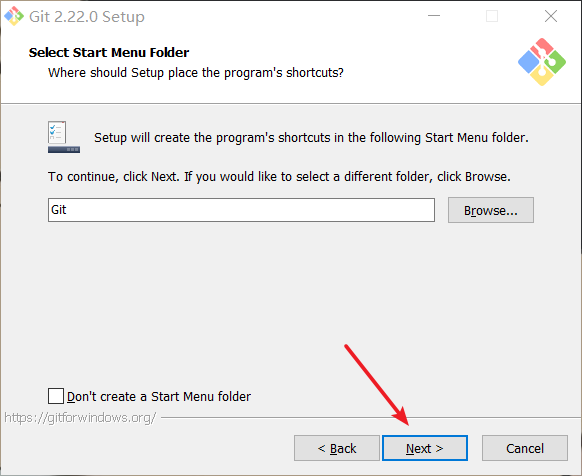 Git 2.22.0 Setup
Select Start Menu Folder
Where should Setup place the program's shortcuts?
Setup will create the program's shortcuts in the following Start Menu folder.
To continue, click Next. If you would like to select a different folder, click Browse.
Git
Browse...
Don't create a Start Menu folder
https://gitforwindows.org/
< Back
Next >
Cancel